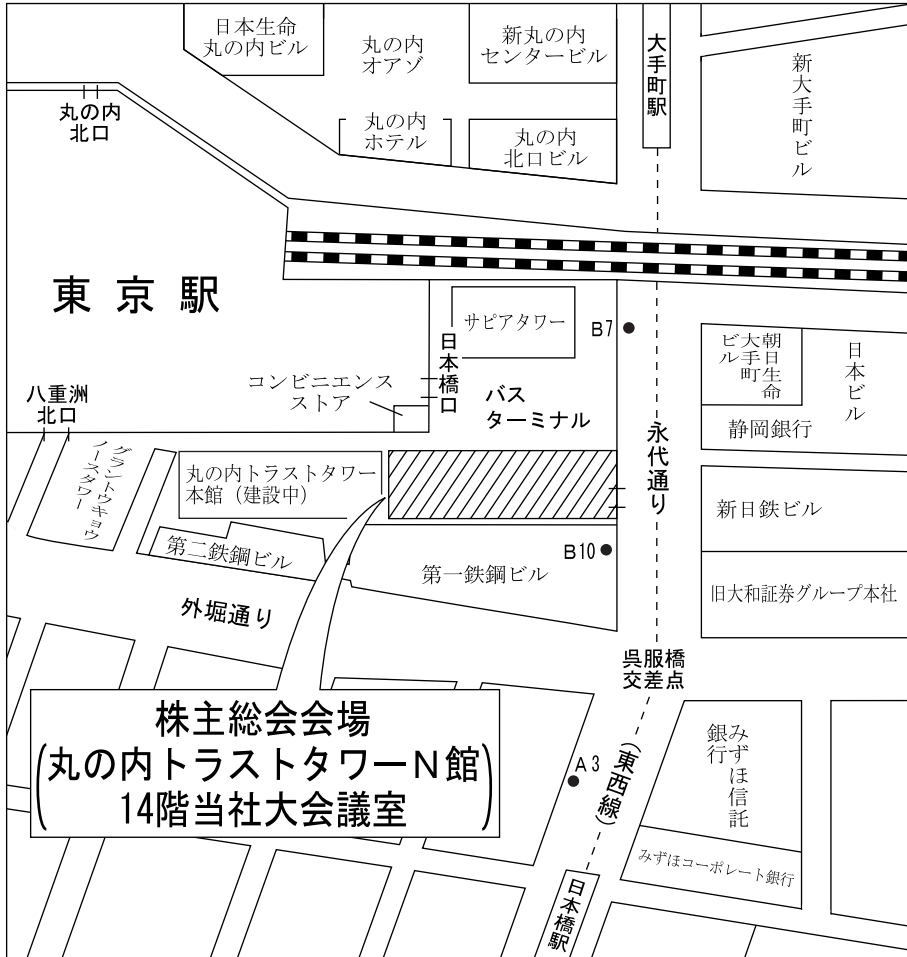 日本生命
丸の内ビル
丸の内
オアゾ
新丸の内
センタービル
大手町駅
新大手町ビル
丸の内
北口
丸の内
ホテル
丸の内
北口ビル
東京駅
サピアタワー
B7
日本橋口
朝日生命
大手町
ビル
日本ビル
コンビニエンス
ストア
バス
ターミナル
八重洲
北口
静岡銀行
永代通り
グラントウキョウ
ノースタワー
丸の内トラストタワー
本館（建設中）
新日鉄ビル
第二鉄鋼ビル
第一鉄鋼ビル
B10
旧大和証券グループ本社
外堀通り
呉服橋
交差点
株主総会会場
(丸の内トラストタワーN館)
14階当社大会議室
A3
(東西線)
みずほ信託
銀行
みずほコーポレート銀行
日本橋駅